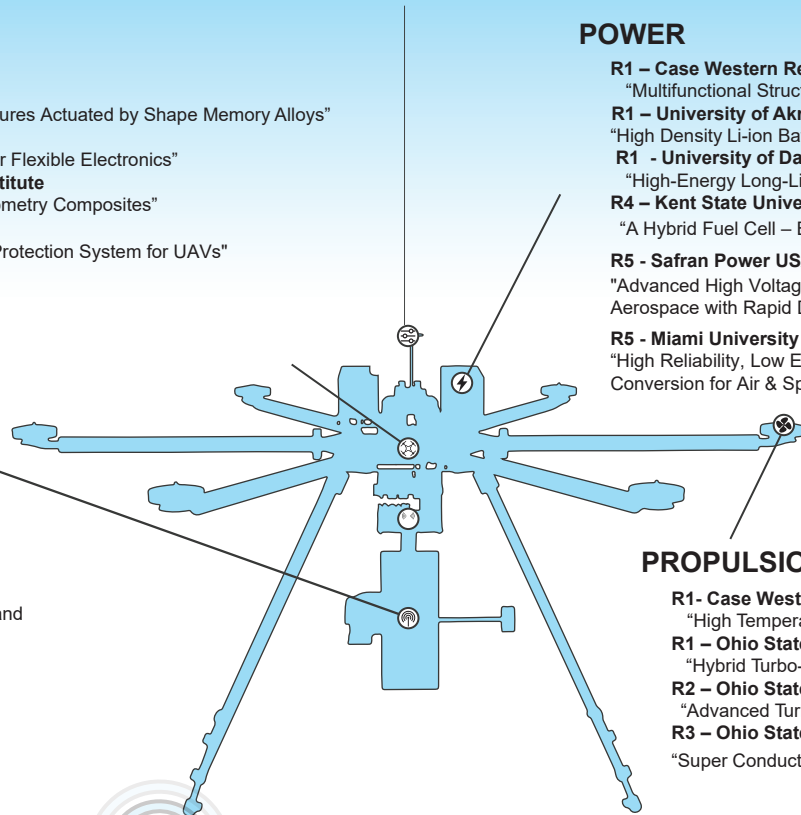 ures Actuated by Shape Memory Alloys”
r Flexible Electronics”
titute
ometry Composites”
Protection System for UAVs"
and
POWER
R1 – Case Western Re
“Multifunctional Struct
R1 – University of Akr
“High Density Li-ion Ba
R1 - University of Da
“High-Energy Long-Li
R4 – Kent State Unive
“A Hybrid Fuel Cell – B
R5 - Safran Power US
"Advanced High Voltag
Aerospace with Rapid D
R5 - Miami University
“High Reliability, Low E
Conversion for Air & Sp
PROPULSIO
R1- Case West
“High Tempera
R1 – Ohio State
“Hybrid Turbo-
R2 – Ohio State
“Advanced Tur
R3 – Ohio State
“Super Conduct